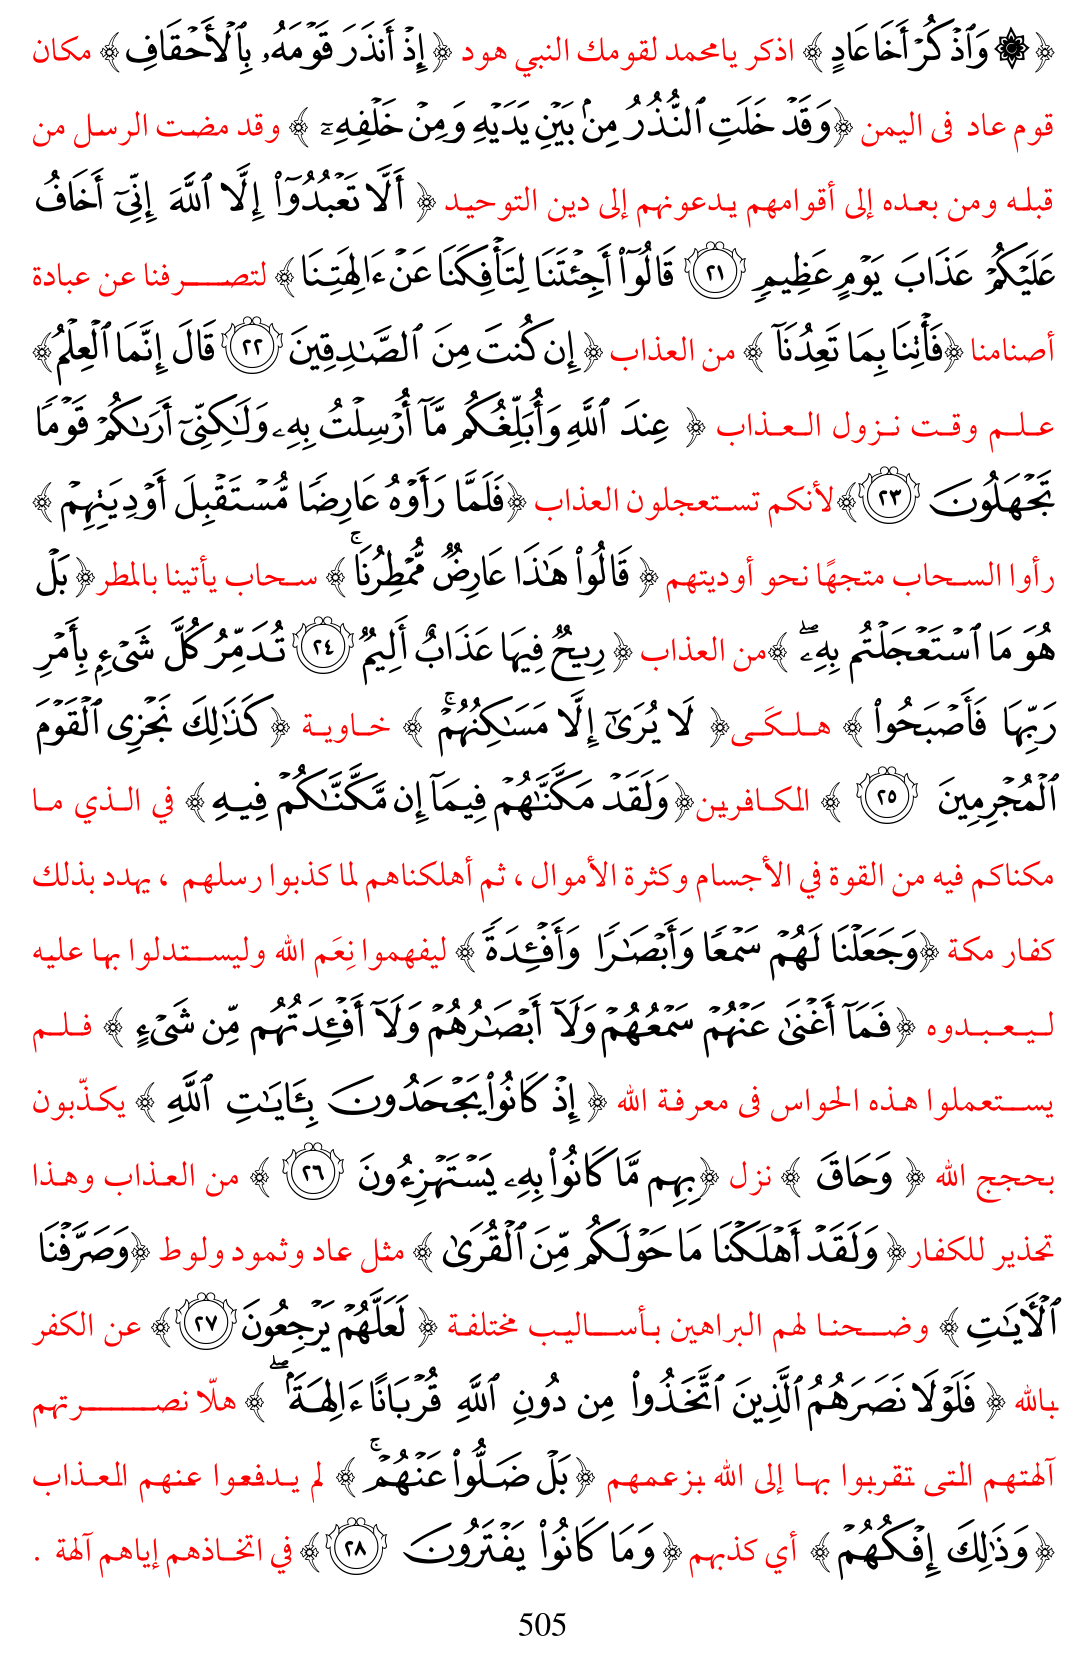 ﴿ ۞ وَٱذۡكُرۡ أَخَا عَادٍ ﴾ اذكر يامحمد لقومك النبي هود ﴿ إِذۡ أَنذَرَ قَوۡمَهُۥ بِٱلۡأَحۡقَافِ ﴾ مكان
قوم عاد فى اليمن ﴿وَقَدۡ خَلَتِ ٱلنُّذُرُ مِنۢ بَيۡنِ يَدَيۡهِ وَمِنۡ خَلۡفِهِۦٓ ﴾ وقد مضت الرسل من
قبله ومن بعده إلى أقوامهم يدعونهم إلى دين التوحيد ﴿ أَلَّا تَعۡبُدُوٓاْ إِلَّا ٱللَّهَ إِنِّيٓ أَخَافُ
عَلَيۡكُمۡ عَذَابَ يَوۡمٍ عَظِيمٖ ٢١ قَالُوٓاْ أَجِئۡتَنَا لِتَأۡفِكَنَا عَنۡ ءَالِهَتِنَا ﴾ لتصرفنا عن عبادة
أصنامنا ﴿فَأۡتِنَا بِمَا تَعِدُنَآ ﴾ من العذاب ﴿ إِن كُنتَ مِنَ ٱلصَّٰدِقِينَ ٢٢ قَالَ إِنَّمَا ٱلۡعِلۡمُ﴾
علم وقت نزول العذاب ﴿ عِندَ ٱللَّهِ وَأُبَلِّغُكُم مَّآ أُرۡسِلۡتُ بِهِۦ وَلَٰكِنِّيٓ أَرَىٰكُمۡ قَوۡمٗا
تَجۡهَلُونَ ٢٣ ﴾لأنكم تستعجلون العذاب ﴿فَلَمَّا رَأَوۡهُ عَارِضٗا مُّسۡتَقۡبِلَ أَوۡدِيَتِهِمۡ ﴾
رأوا السحاب متجهًا نحو أوديتهم ﴿ قَالُواْ هَٰذَا عَارِضٞ مُّمۡطِرُنَاۚ ﴾ سحاب يأتينا بالمطر﴿ بَلۡ
هُوَ مَا ٱسۡتَعۡجَلۡتُم بِهِۦۖ ﴾من العذاب ﴿ رِيحٞ فِيهَا عَذَابٌ أَلِيمٞ ٢٤ تُدَمِّرُ كُلَّ شَيۡءِۭ بِأَمۡرِ
رَبِّهَا فَأَصۡبَحُواْ ﴾ هلكَى﴿ لَا يُرَىٰٓ إِلَّا مَسَٰكِنُهُمۡۚ ﴾ خاوية ﴿كَذَٰلِكَ نَجۡزِي ٱلۡقَوۡمَ
ٱلۡمُجۡرِمِينَ ٢٥ ﴾ الكافرين﴿وَلَقَدۡ مَكَّنَّٰهُمۡ فِيمَآ إِن مَّكَّنَّٰكُمۡ فِيهِ ﴾ في الذي ما
مكناكم فيه من القوة في الأجسام وكثرة الأموال ، ثم أهلكناهم لما كذبوا رسلهم ، يهدد بذلك
كفار مكة ﴿وَجَعَلۡنَا لَهُمۡ سَمۡعٗا وَأَبۡصَٰرٗا وَأَفۡـِٔدَةٗ ﴾ ليفهموا نِعَم الله وليستدلوا بها عليه
ليعبدوه ﴿فَمَآ أَغۡنَىٰ عَنۡهُمۡ سَمۡعُهُمۡ وَلَآ أَبۡصَٰرُهُمۡ وَلَآ أَفۡـِٔدَتُهُم مِّن شَيۡءٍ ﴾ فلم
يستعملوا هذه الحواس فى معرفة الله ﴿ إِذۡ كَانُواْ يَجۡحَدُونَ بِـَٔايَٰتِ ٱللَّهِ ﴾ يكذّبون
بحجج الله ﴿ وَحَاقَ ﴾ نزل ﴿بِهِم مَّا كَانُواْ بِهِۦ يَسۡتَهۡزِءُونَ ٢٦ ﴾ من العذاب وهذا
تحذير للكفار﴿ وَلَقَدۡ أَهۡلَكۡنَا مَا حَوۡلَكُم مِّنَ ٱلۡقُرَىٰ ﴾ مثل عاد وثمود ولوط ﴿وَصَرَّفۡنَا
ٱلۡأٓيَٰتِ ﴾ وضحنا لهم البراهين بأساليب مختلفة ﴿ لَعَلَّهُمۡ يَرۡجِعُونَ ٢٧ ﴾ عن الكفر
بالله ﴿ فَلَوۡلَا نَصَرَهُمُ ٱلَّذِينَ ٱتَّخَذُواْ مِن دُونِ ٱللَّهِ قُرۡبَانًا ءَالِهَةَۢۖ ﴾ هلّا نصرتهم
آلهتهم التى تقربوا بها إلى الله بزعمهم ﴿بَلۡ ضَلُّواْ عَنۡهُمۡۚ ﴾ لم يدفعوا عنهم العذاب
﴿وَذَٰلِكَ إِفۡكُهُمۡ ﴾ أي كذبهم ﴿وَمَا كَانُواْ يَفۡتَرُونَ ٢٨ ﴾ في اتخاذهم إياهم آلهة .
505